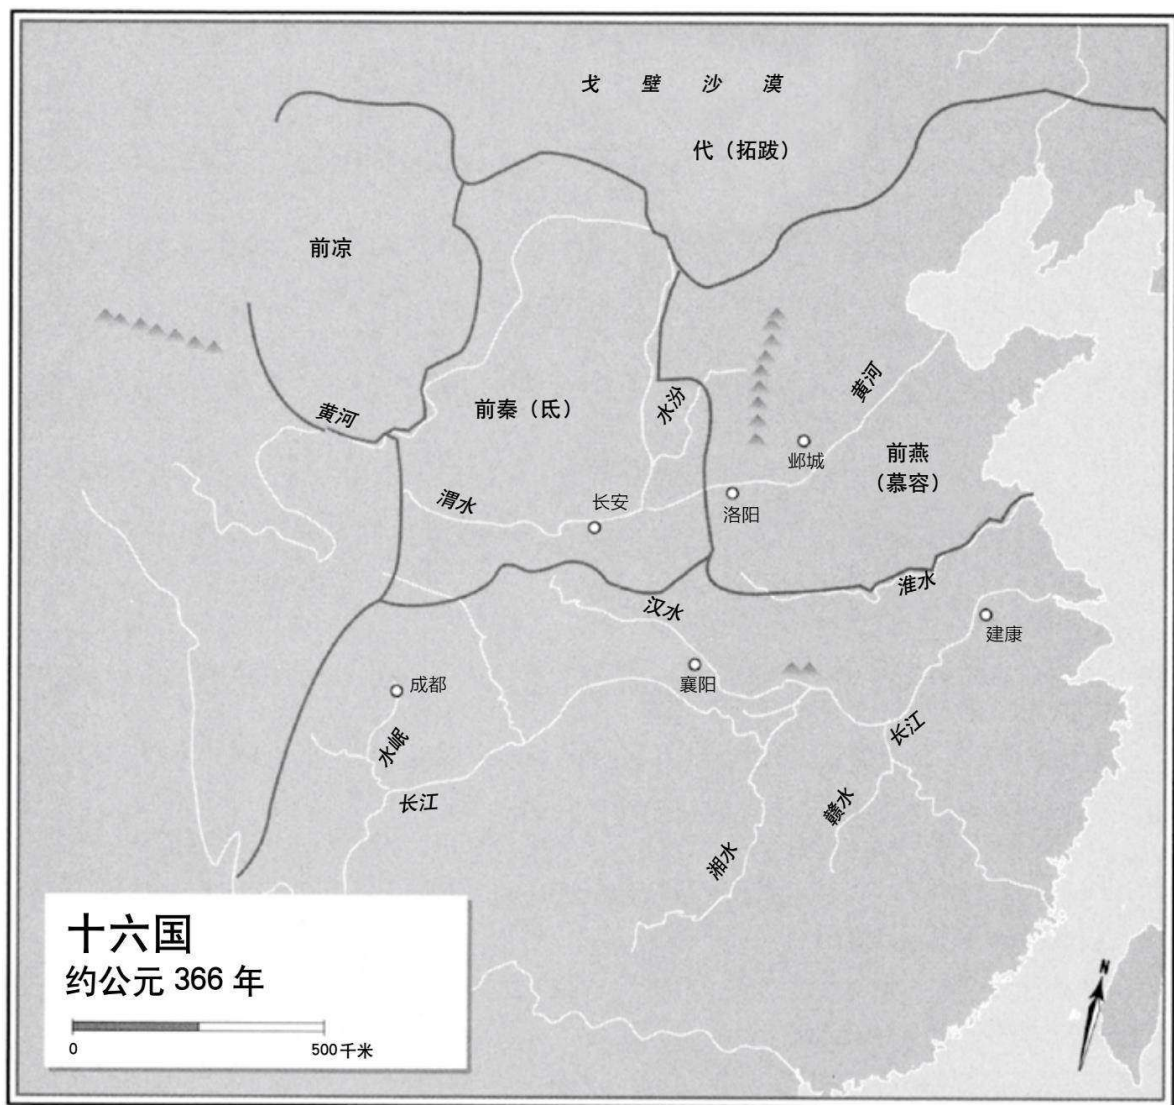 戈壁沙漠
代（拓跋）
前凉
黄河
前秦（氐）
水汾
黄河
邺城
前燕
（慕容）
渭水
长安
洛阳
淮水
汉水
建康
成都
襄阳
水岷
长江
长江
赣水
湘水
十六国
约公元 366 年
0
500千米
N